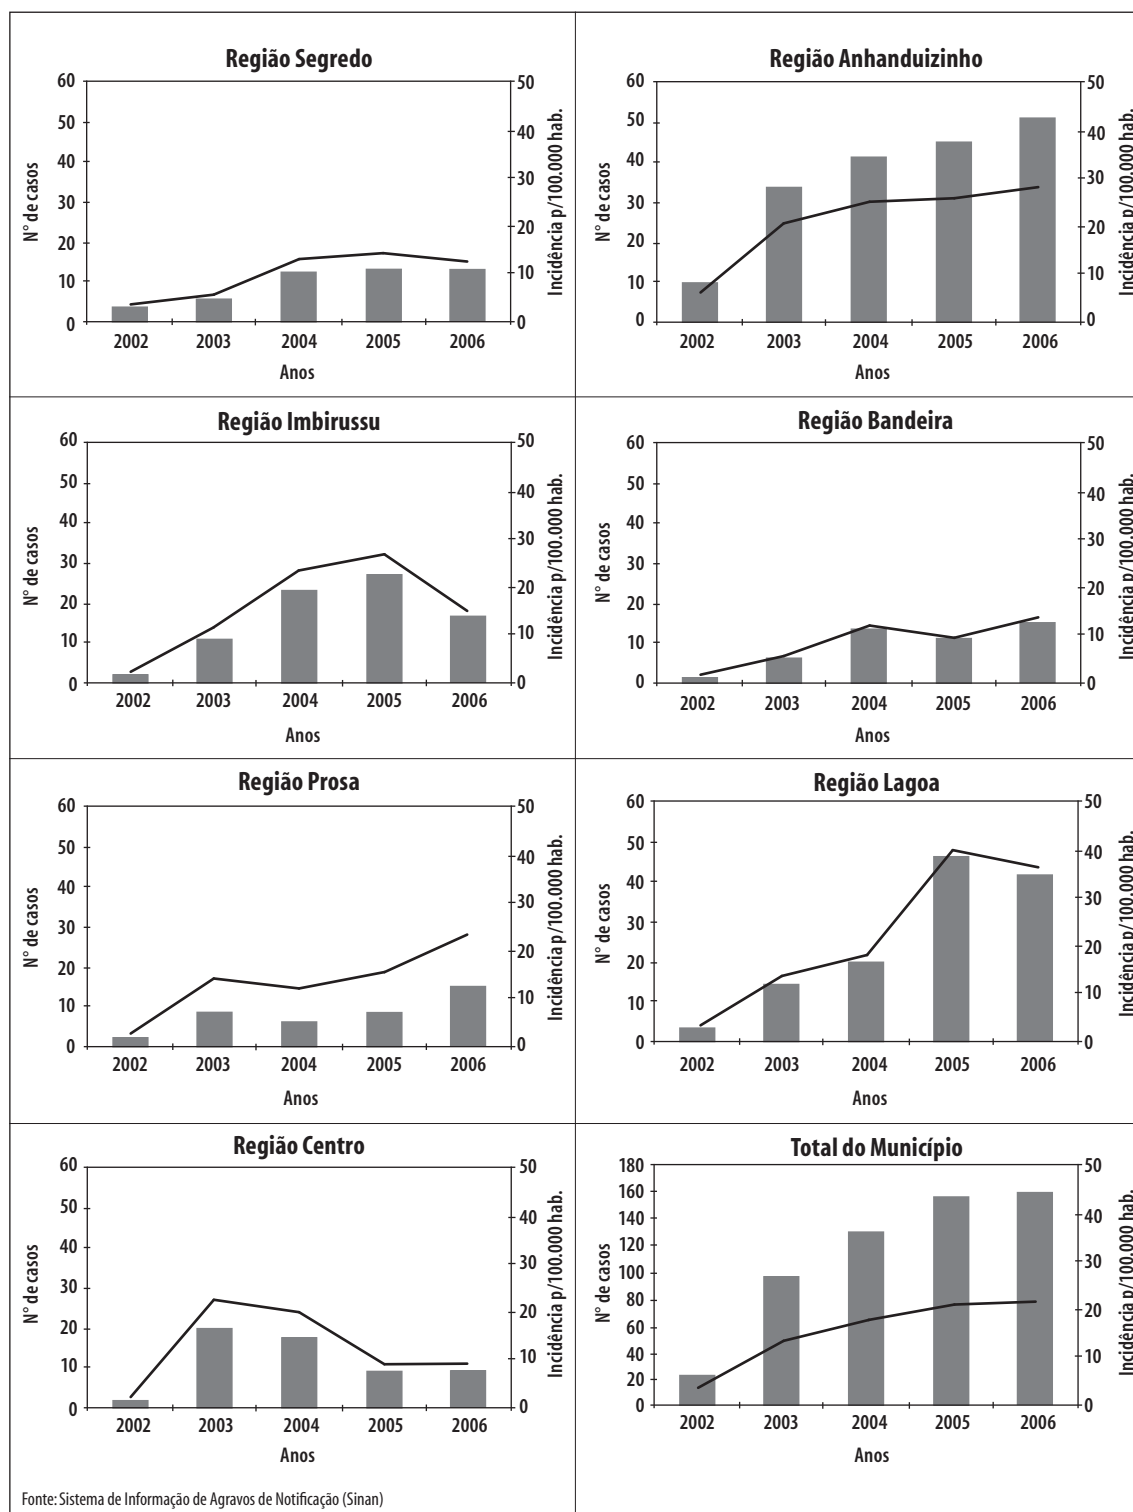 Região Segredo
60
50
40
30
20
10
0
N° de casos
50
40
30
20
10
0
Incidência p/100.000 hab.
2002 2003 2004 2005 2006
Anos
Região Anhanduizinho
60
50
40
30
20
10
0
N° de casos
50
40
30
20
10
0
Incidência p/100.000 hab.
2002 2003 2004 2005 2006
Anos
Região Imbirussu
60
50
40
30
20
10
0
N° de casos
50
40
30
20
10
0
Incidência p/100.000 hab.
2002 2003 2004 2005 2006
Anos
Região Bandeira
60
50
40
30
20
10
0
N° de casos
50
40
30
20
10
0
Incidência p/100.000 hab.
2002 2003 2004 2005 2006
Anos
Região Prosa
60
50
40
30
20
10
0
N° de casos
50
40
30
20
10
0
Incidência p/100.000 hab.
2002 2003 2004 2005 2006
Anos
Região Lagoa
60
50
40
30
20
10
0
N° de casos
50
40
30
20
10
0
Incidência p/100.000 hab.
2002 2003 2004 2005 2006
Anos
Região Centro
60
50
40
30
20
10
0
N° de casos
50
40
30
20
10
0
Incidência p/100.000 hab.
2002 2003 2004 2005 2006
Anos
Total do Município
180
160
140
120
100
80
60
40
20
0
N° de casos
50
40
30
20
10
0
Incidência p/100.000 hab.
2002 2003 2004 2005 2006
Anos
Fonte: Sistema de Informação de Agravos de Notificação (Sinan)